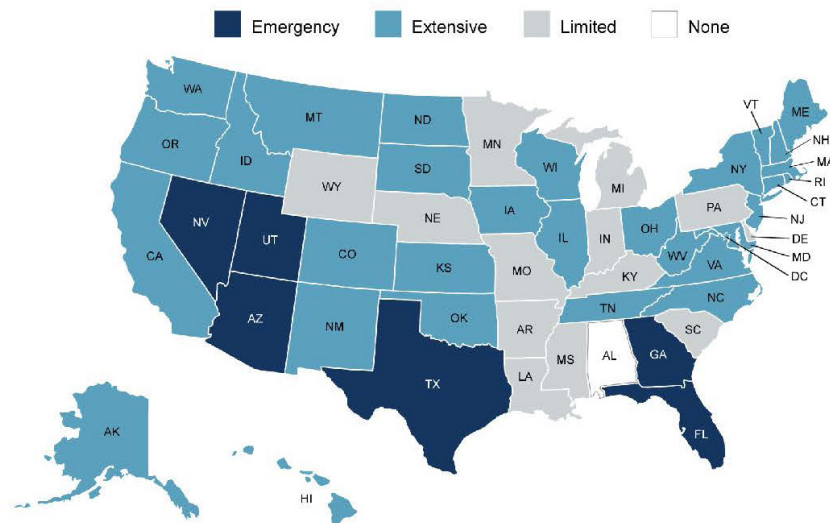 Emergency Extensive Limited None
WA
MT
ND
MN
VT
ME
OR
ID
SD
WI
NY
NH
MA
WY
MI
RI
CT
NV
NE
IA
PA
NJ
CA
UT
CO
KS
MO
IL
IN
OH
WV
VA
DE
MD
DC
KY
AZ
NM
OK
AR
TN
NC
TX
LA
MS
AL
GA
SC
AK
HI
FL